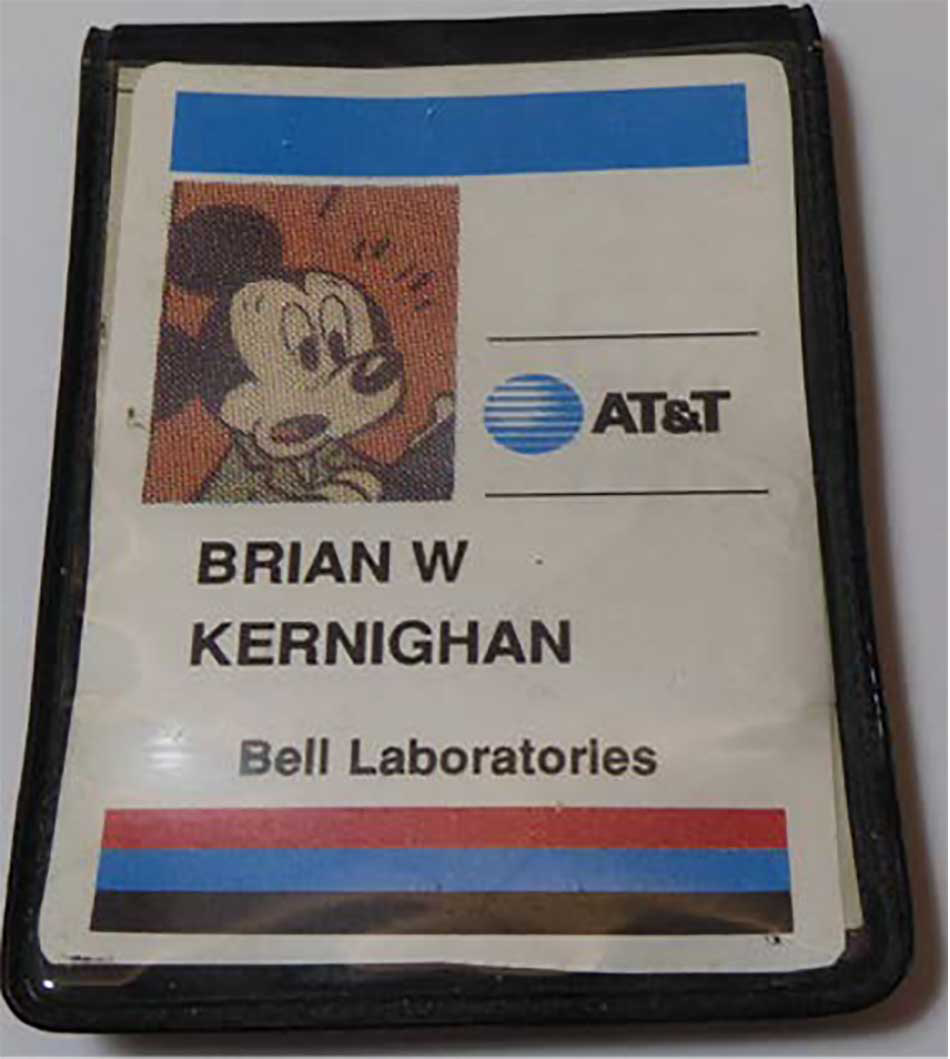 AT&T
BRIAN W
KERNIGHAN
Bell Laboratories